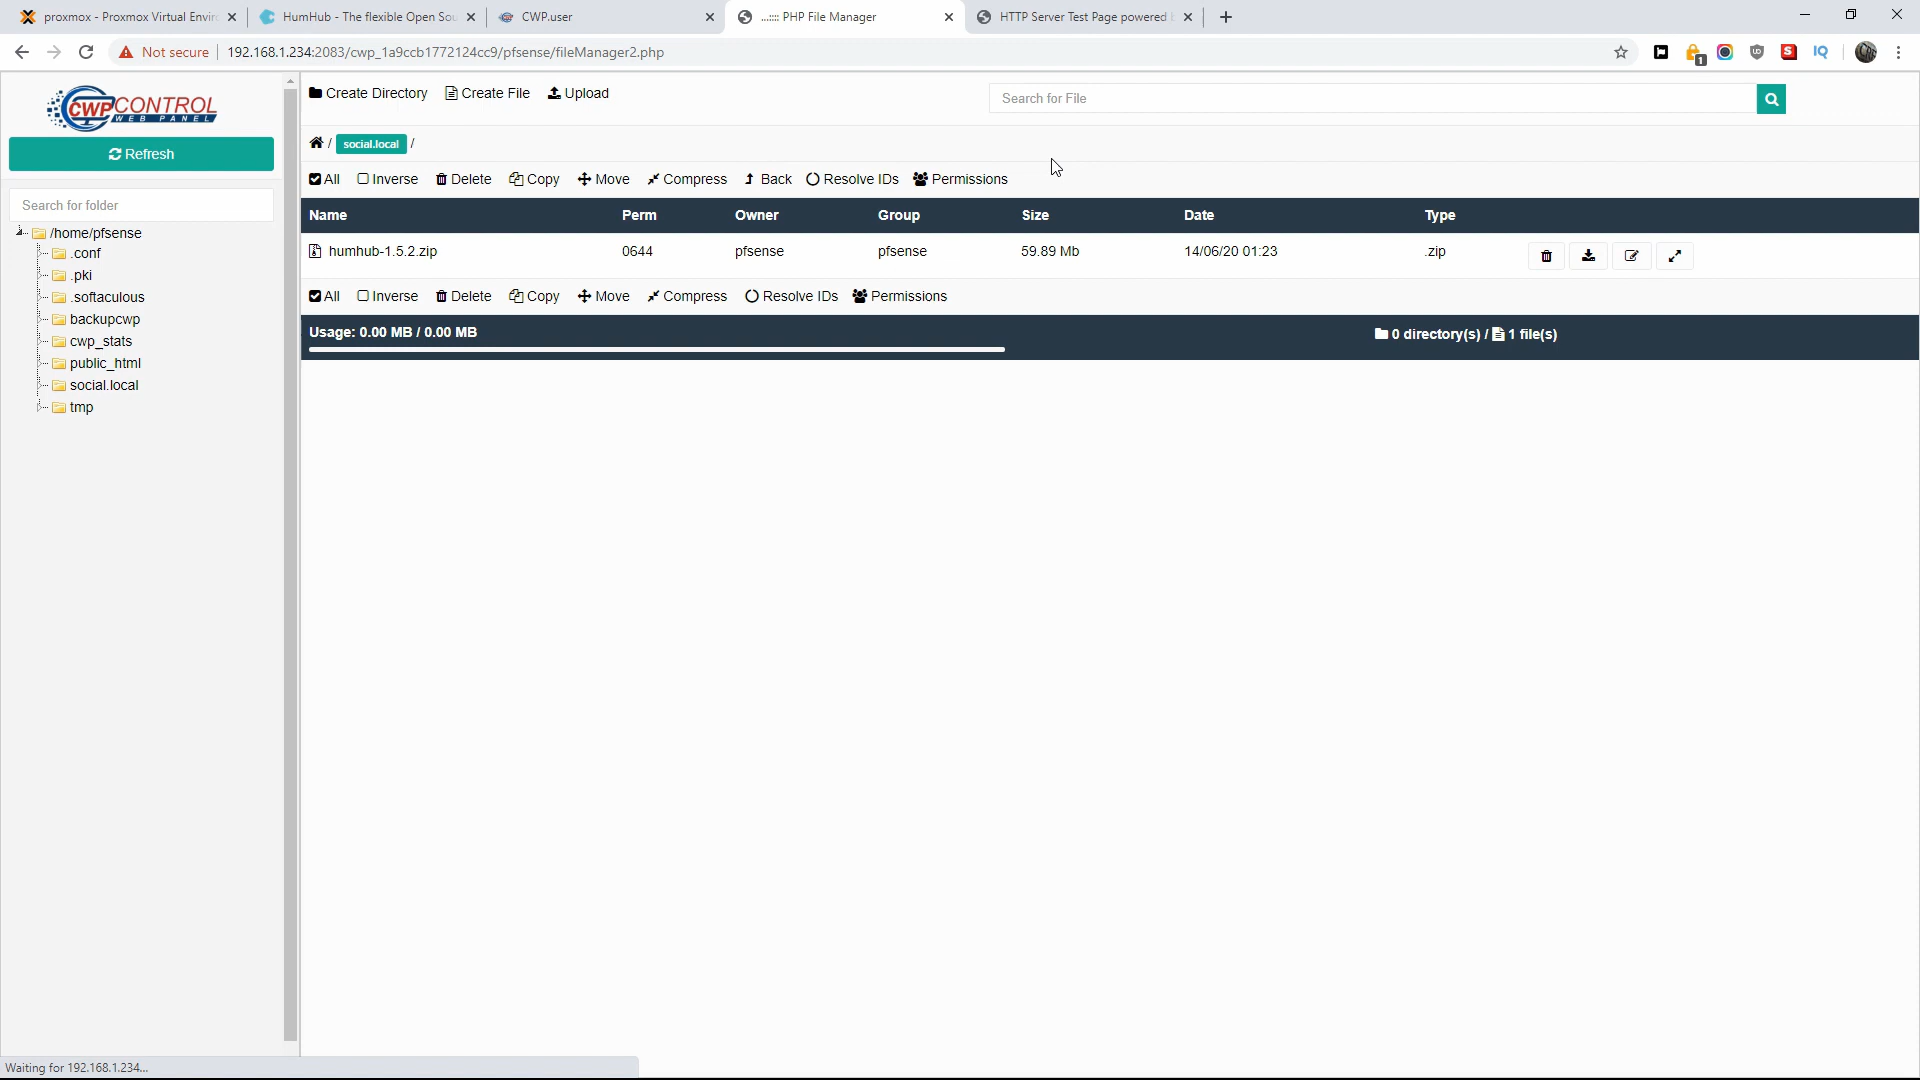 proxmox - Proxmox Virtual Envir
HumHub - The flexible Open Sou
CWP.user
..:::: PHP File Manager
HTTP Server Test Page powered
Not secure
192.168.1.234:2083/cwp_1a9ccb1772124cc9/pfsense/fileManager2.php
1
IQ
CWP CONTROL
WEB PANEL
Refresh
Search for folder
/home/pfsense
.conf
.pki
.softaculous
backupcwp
cwp_stats
public_html
social.local
tmp
Create Directory Create File Upload
Search for File
/ social.local /
All Inverse Delete Copy Move Compress Back Resolve IDs Permissions
Name Perm Owner Group Size Date Type
humhub-1.5.2.zip 0644 pfsense pfsense 59.89 Mb 14/06/20 01:23 .zip
All Inverse Delete Copy Move Compress Resolve IDs Permissions
Usage: 0.00 MB / 0.00 MB
0 directory(s) / 1 file(s)
Waiting for 192.168.1.234...